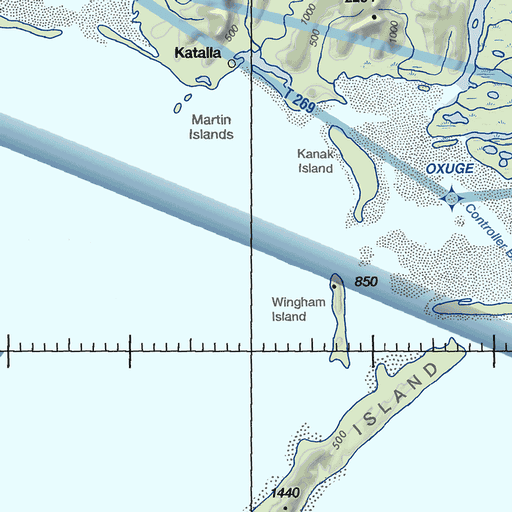 1000
500
500
1000
Katalla
T 269
Martin
Islands
Kanak
Island
OXUGE
Controller
850
Wingham
Island
ISLAND
500
1440